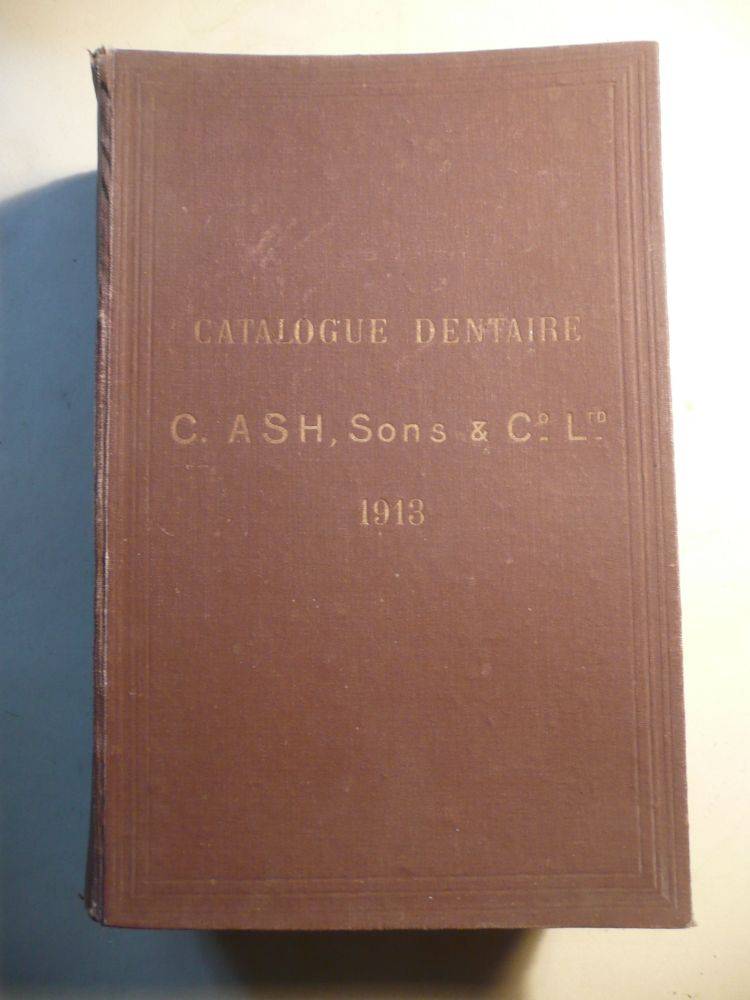 CATALOGUE DENTAIRE
C. ASH, Sons & Cº Lᵀᴰ
1913